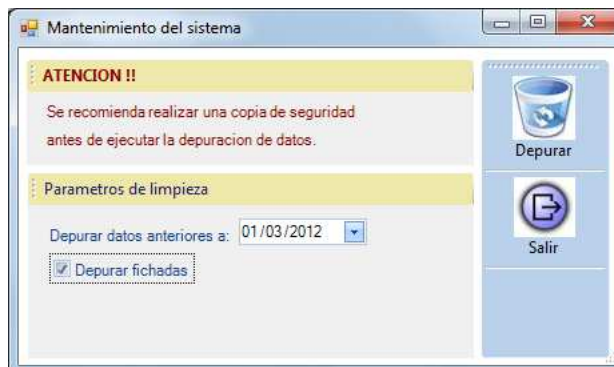 Mantenimiento del sistema
ATENCION !!
Se recomienda realizar una copia de seguridad
antes de ejecutar la depuracion de datos.
Parametros de limpieza
Depurar datos anteriores a: 01/03/2012
Depurar fichadas
Depurar
Salir